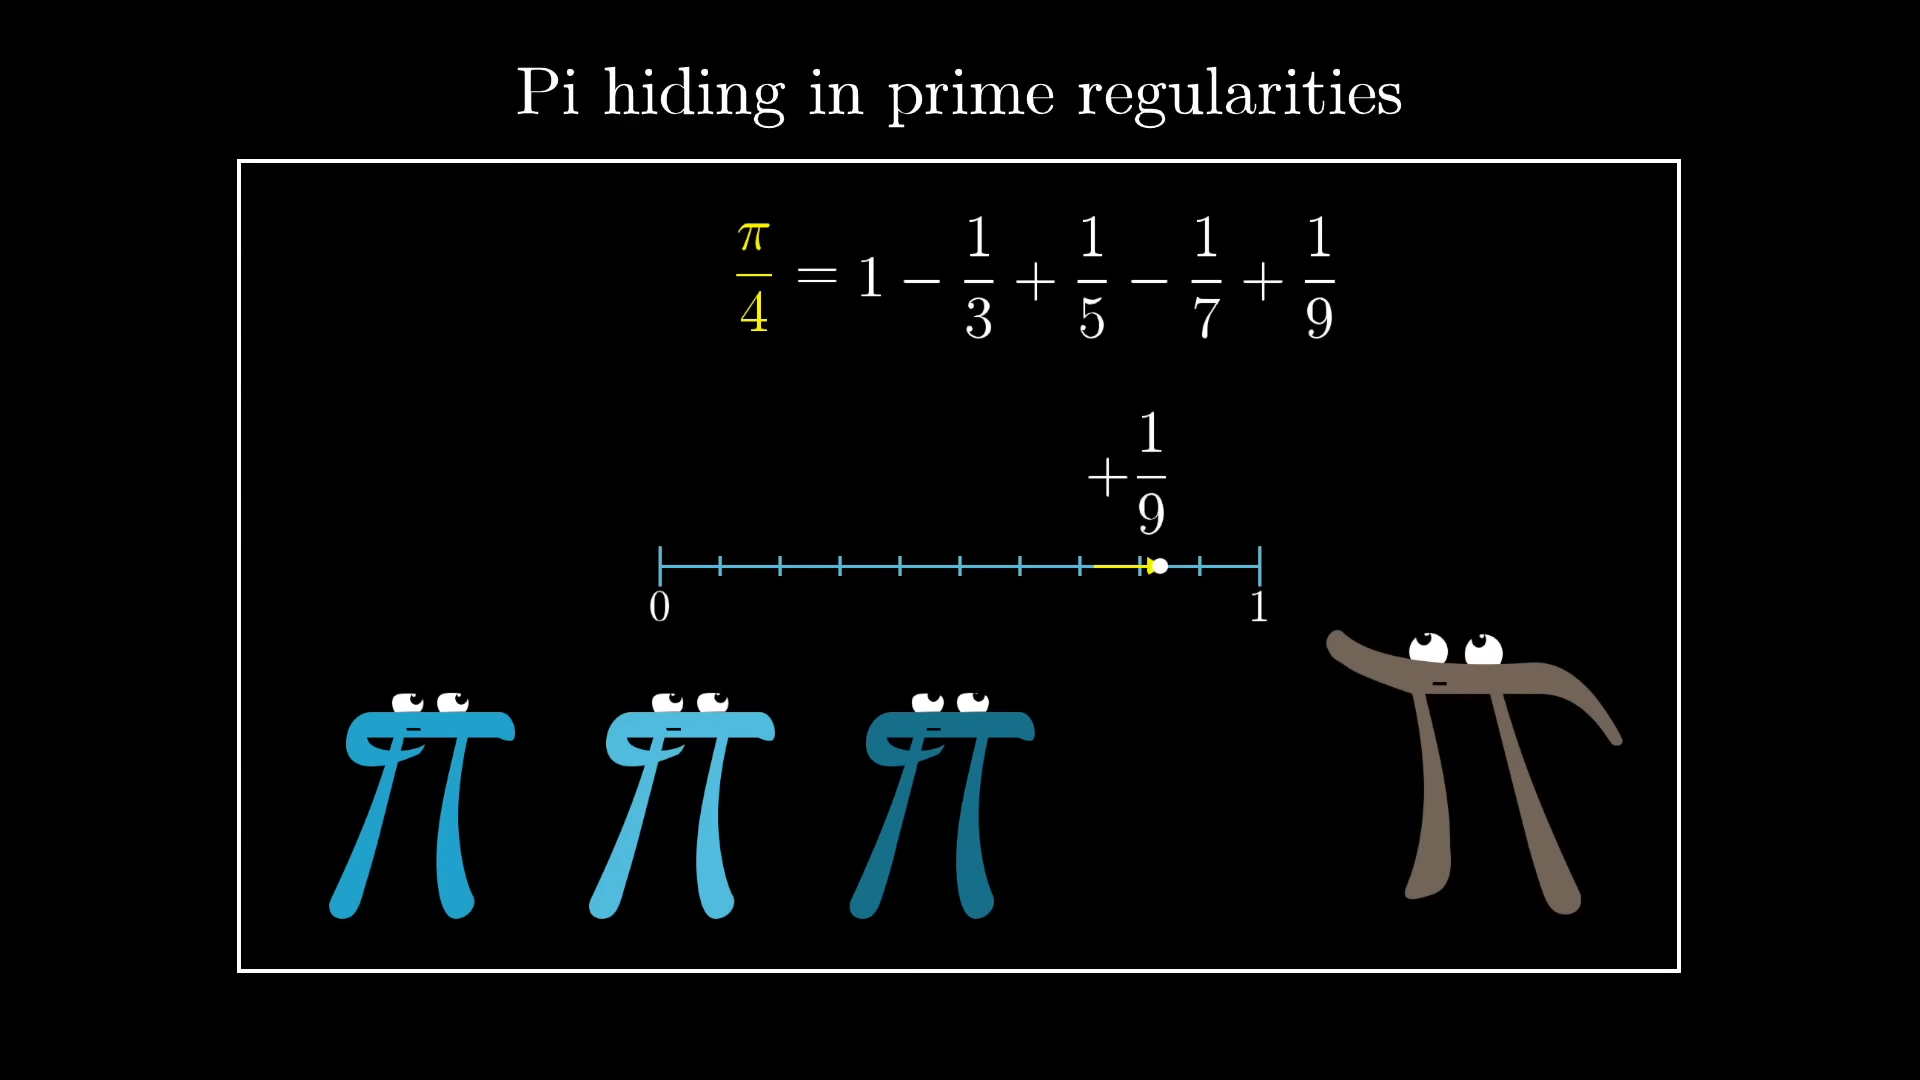 Pi hiding in prime regularities
π/4 = 1 − 1/3 + 1/5 − 1/7 + 1/9
+ 1/9
0 1